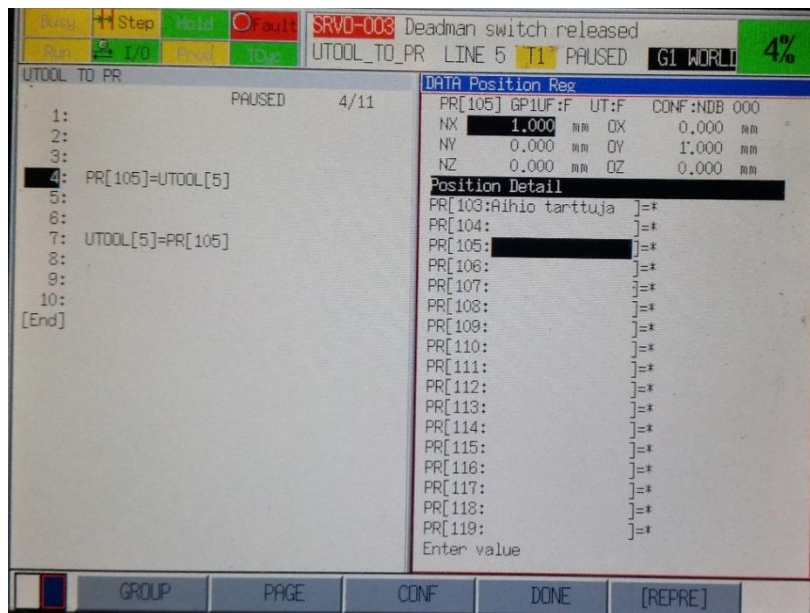 Busy Step Hold Fault
Run I/O Prod TCyc
SRVO-003 Deadman switch released
UTOOL_TO_PR LINE 5 T1 PAUSED G1 WORLD
4%
UTOOL TO PR
PAUSED 4/11
1:
2:
3:
4: PR[105]=UTOOL[5]
5:
6:
7: UTOOL[5]=PR[105]
8:
9:
10:
[End]
DATA Position Reg
PR[105] GP1UF:F UT:F CONF:NDB 000
NX 1.000 mm OX 0.000 mm
NY 0.000 mm OY 1.000 mm
NZ 0.000 mm OZ 0.000 mm
Position Detail
PR[103:Aihio tarttuja ]=*
PR[104: ]=*
PR[105: ]=*
PR[106: ]=*
PR[107: ]=*
PR[108: ]=*
PR[109: ]=*
PR[110: ]=*
PR[111: ]=*
PR[112: ]=*
PR[113: ]=*
PR[114: ]=*
PR[115: ]=*
PR[116: ]=*
PR[117: ]=*
PR[118: ]=*
PR[119: ]=*
Enter value
GROUP PAGE CONF DONE [REPRE]